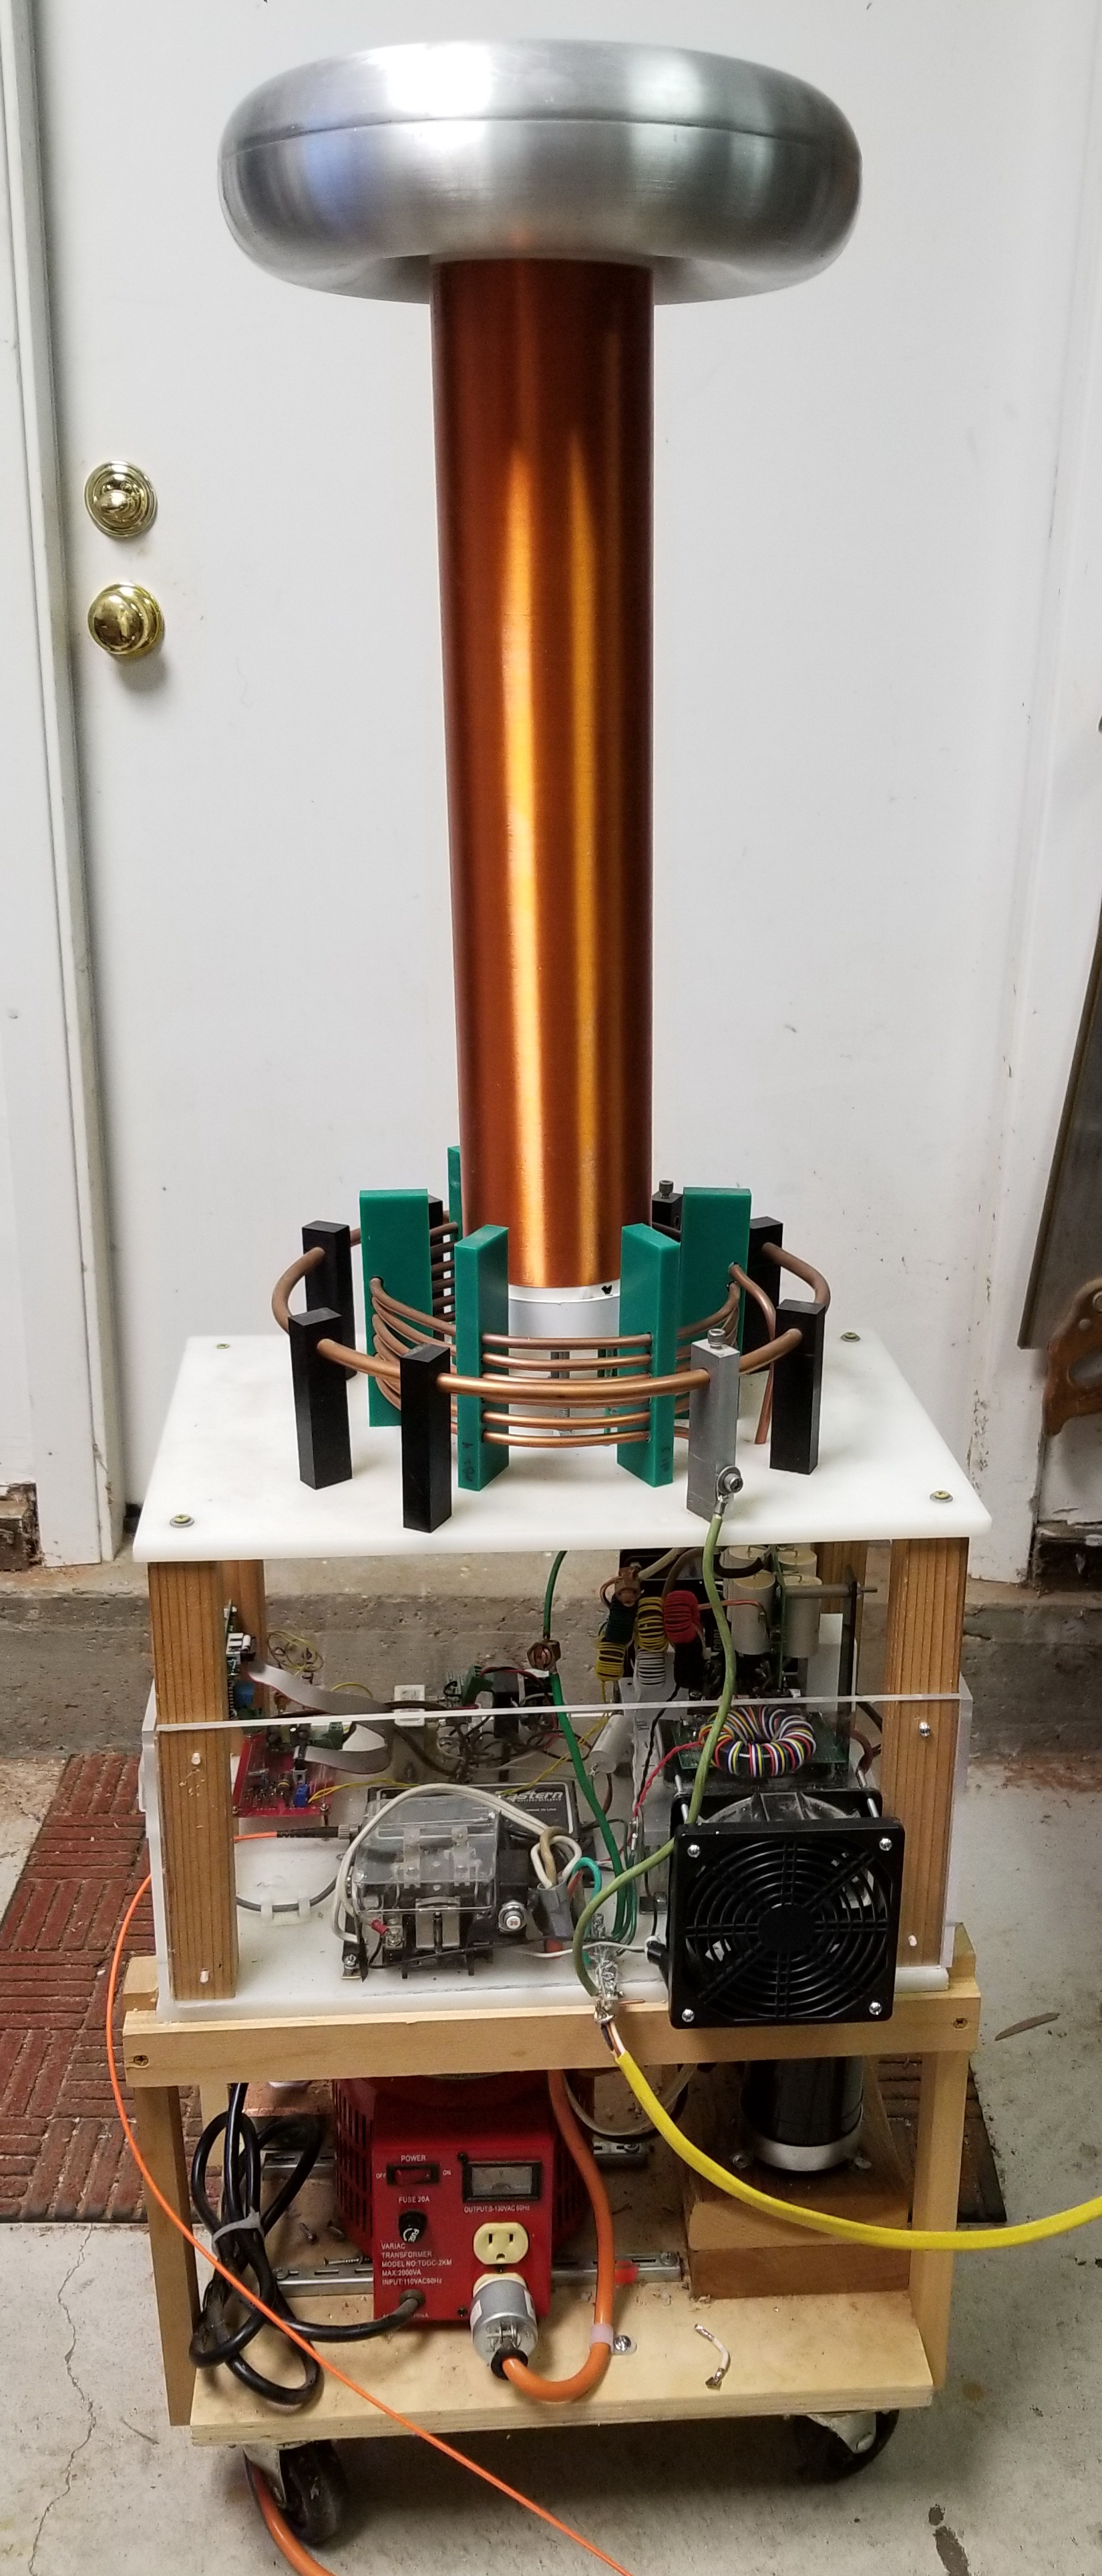 astern
POWER
OFF ON
FUSE 20A
OUTPUT:0-130VAC 60Hz
VARIAC
TRANSFORMER
MODEL NO:TDGC-2KM
MAX:2000VA
INPUT:110VAC60Hz